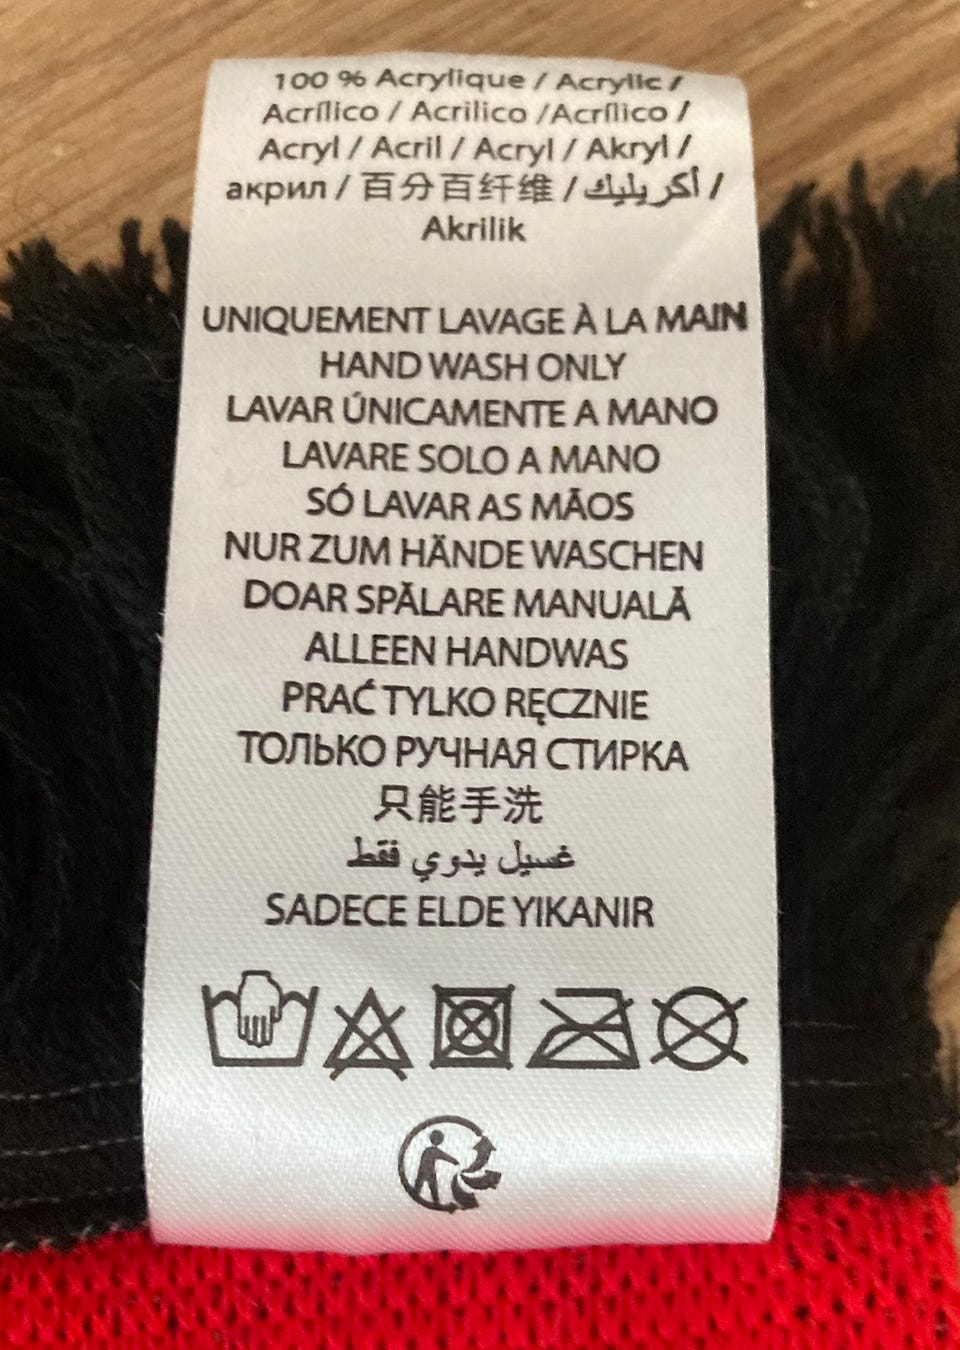 100 % Acrylique / Acrylic /
Acrílico / Acrilico /Acrílico /
Acryl / Acril / Acryl / Akryl /
акрил / 百分百纤维 / أكريليك /
Akrilik
UNIQUEMENT LAVAGE À LA MAIN
HAND WASH ONLY
LAVAR ÚNICAMENTE A MANO
LAVARE SOLO A MANO
SÓ LAVAR AS MÃOS
NUR ZUM HÄNDE WASCHEN
DOAR SPĂLARE MANUALĂ
ALLEEN HANDWAS
PRAĆ TYLKO RĘCZNIE
ТОЛЬКО РУЧНАЯ СТИРКА
只能手洗
غسيل يدوي فقط
SADECE ELDE YIKANIR